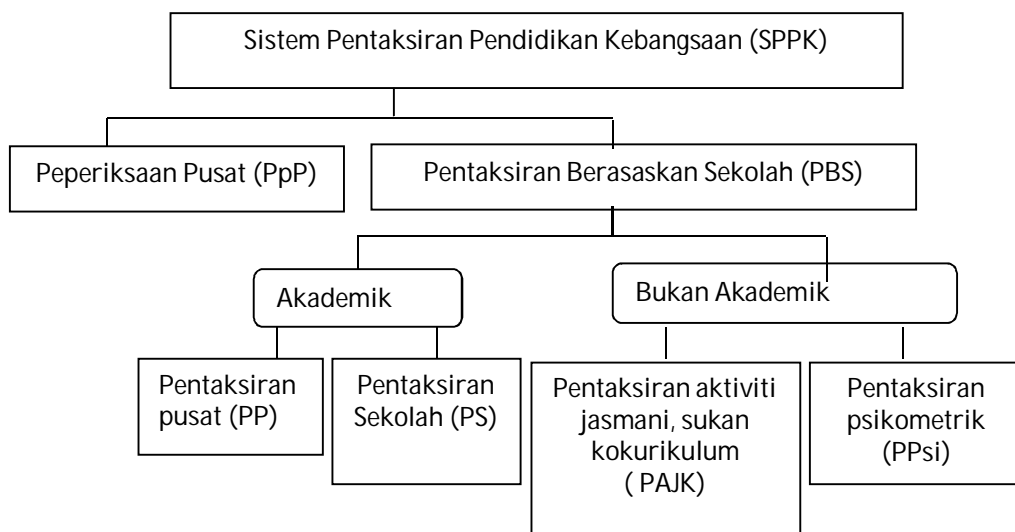 Sistem Pentaksiran Pendidikan Kebangsaan (SPPK)
Peperiksaan Pusat (PpP)
Pentaksiran Berasaskan Sekolah (PBS)
Akademik
Bukan Akademik
Pentaksiran
pusat (PP)
Pentaksiran
Sekolah (PS)
Pentaksiran aktiviti
jasmani, sukan
kokurikulum
( PAJK)
Pentaksiran
psikometrik
(PPsi)